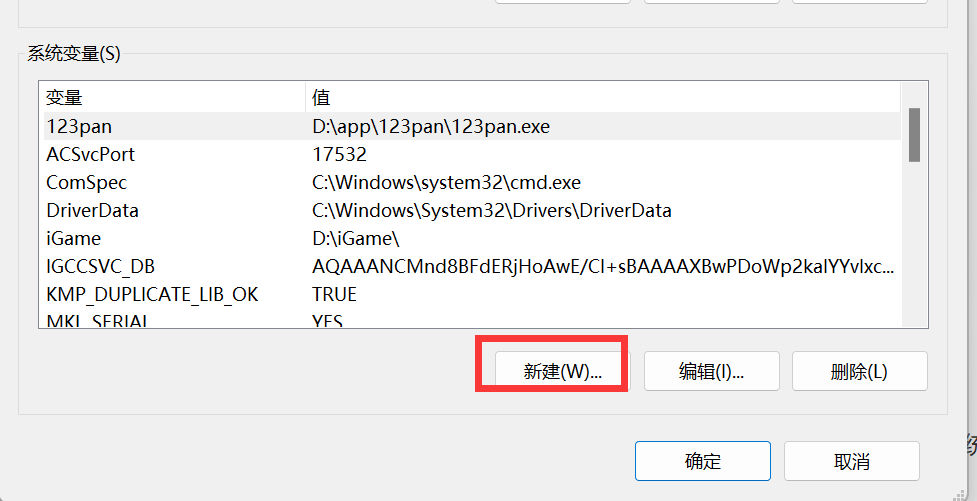 系统变量(S)
变量 值
123pan D:\app\123pan\123pan.exe
ACSvcPort 17532
ComSpec C:\Windows\system32\cmd.exe
DriverData C:\Windows\System32\Drivers\DriverData
iGame D:\iGame\
IGCCSVC_DB AQAAANCMnd8BFdERjHoAwE/Cl+sBAAAAXBwPDoWp2kalYYvlxc...
KMP_DUPLICATE_LIB_OK TRUE
MKL_SERIAL YES
新建(W)... 编辑(I)... 删除(L)
确定 取消